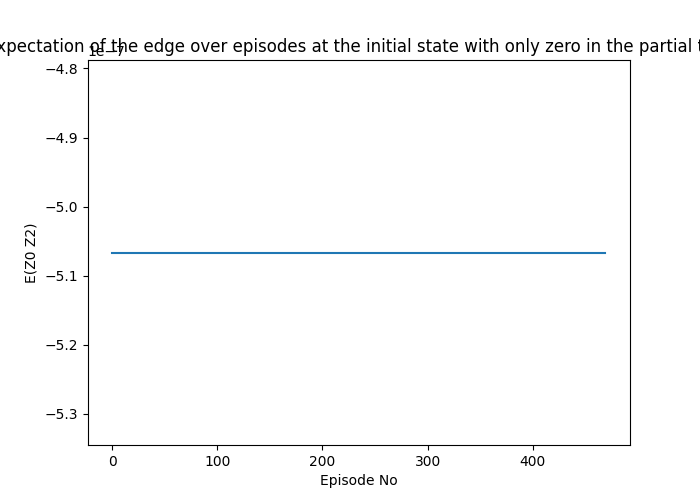 of the edge over episodes at the initial state with only zero in the partial
1e−7
−4.8
−4.9
−5.0
−5.1
−5.2
−5.3
E(Z0 Z2)
0 100 200 300 400
Episode No